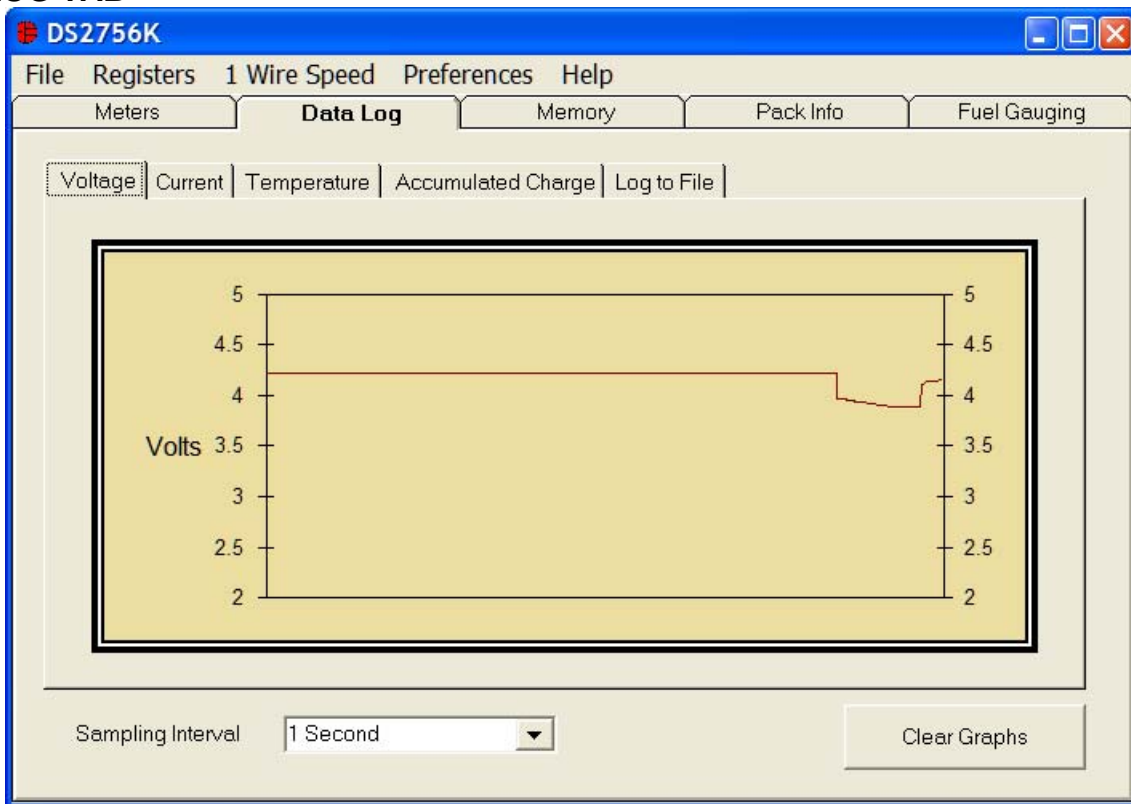 DS2756K
File Registers 1 Wire Speed Preferences Help
Meters Data Log Memory Pack Info Fuel Gauging
Voltage Current Temperature Accumulated Charge Log to File
5 5
4.5 4.5
4 4
Volts 3.5 3.5
3 3
2.5 2.5
2 2
Sampling Interval 1 Second Clear Graphs